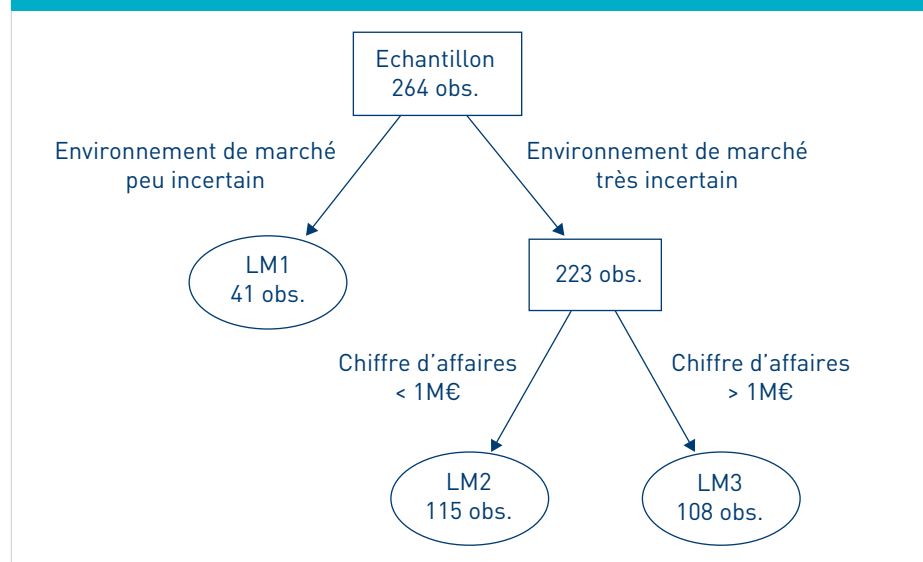 Echantillon
264 obs.
Environnement de marché
peu incertain
Environnement de marché
très incertain
LM1
41 obs.
223 obs.
Chiffre d'affaires
< 1M€
Chiffre d'affaires
> 1M€
LM2
115 obs.
LM3
108 obs.